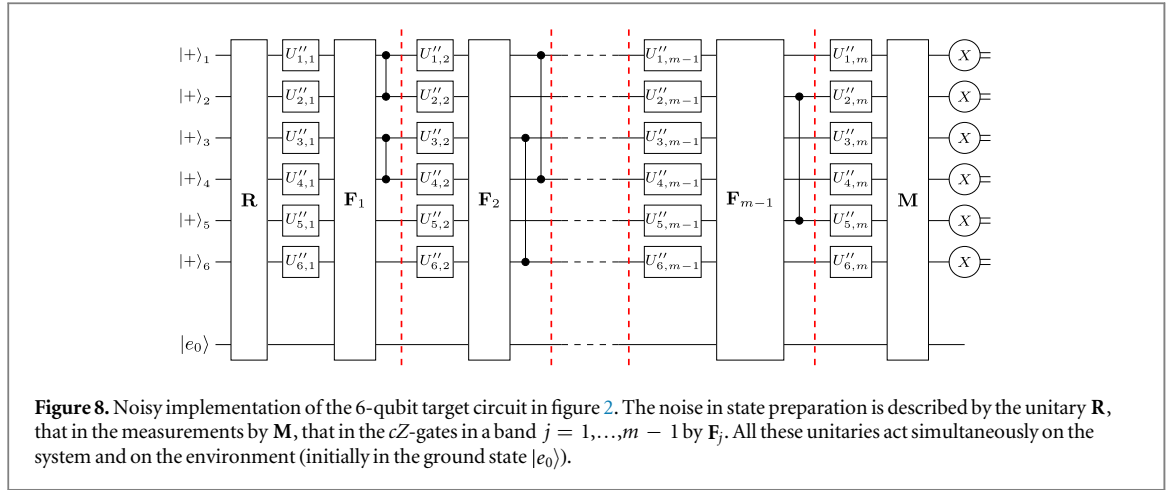 |+⟩₁ U″₁,₁ U″₁,₂ U″₁,ₘ₋₁ U″₁,ₘ X
|+⟩₂ U″₂,₁ U″₂,₂ U″₂,ₘ₋₁ U″₂,ₘ X
|+⟩₃ U″₃,₁ U″₃,₂ U″₃,ₘ₋₁ U″₃,ₘ X
|+⟩₄ U″₄,₁ U″₄,₂ U″₄,ₘ₋₁ U″₄,ₘ X
R F₁ F₂ Fₘ₋₁ M
|+⟩₅ U″₅,₁ U″₅,₂ U″₅,ₘ₋₁ U″₅,ₘ X
|+⟩₆ U″₆,₁ U″₆,₂ U″₆,ₘ₋₁ U″₆,ₘ X
|e₀⟩
Figure 8. Noisy implementation of the 6-qubit target circuit in figure 2. The noise in state preparation is described by the unitary R,
that in the measurements by M, that in the cZ-gates in a band j = 1,…,m − 1 by Fⱼ. All these unitaries act simultaneously on the
system and on the environment (initially in the ground state |e₀⟩).